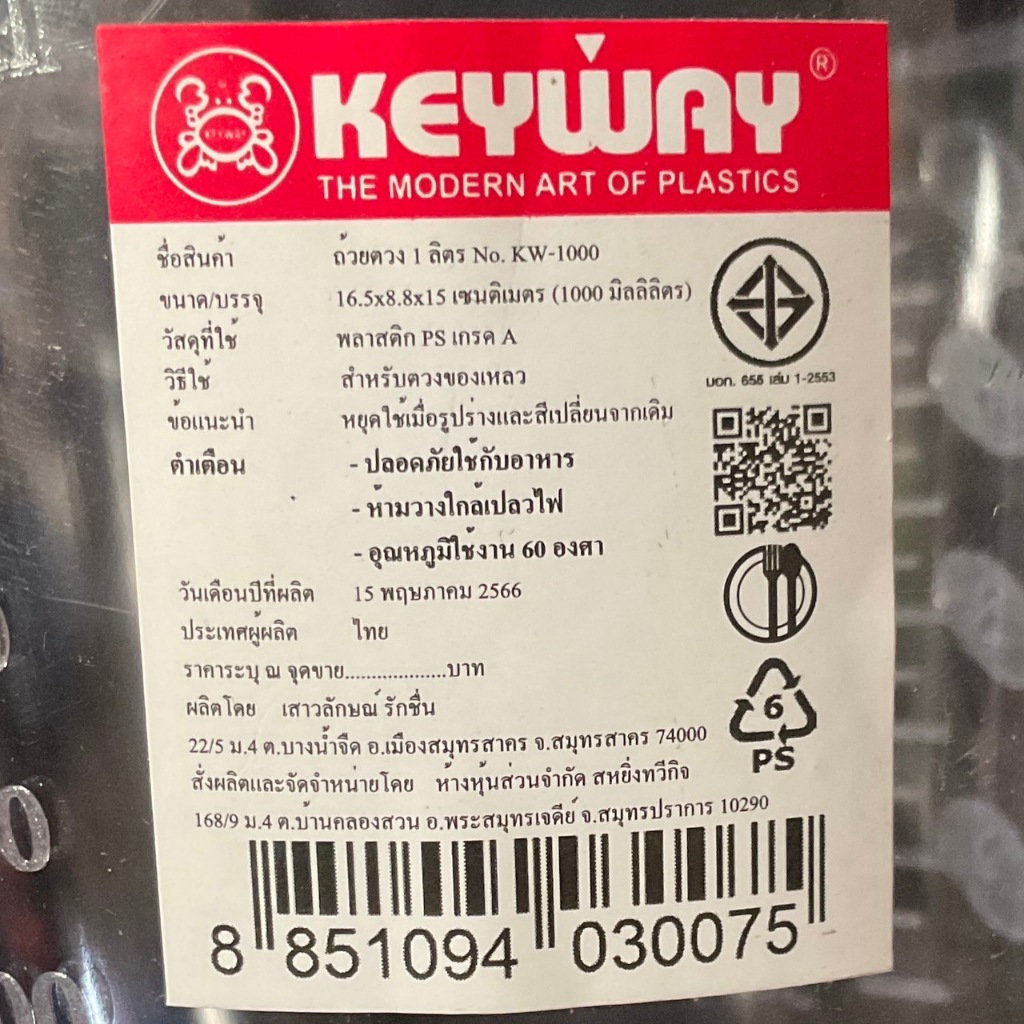 KEYWAY ®
KEYWAY
THE MODERN ART OF PLASTICS
ชื่อสินค้า ถ้วยตวง 1 ลิตร No. KW-1000
ขนาด/บรรจุ 16.5x8.8x15 เซนติเมตร (1000 มิลลิลิตร)
วัสดุที่ใช้ พลาสติก PS เกรด A
วิธีใช้ สำหรับตวงของเหลว
ข้อแนะนำ หยุดใช้เมื่อรูปร่างและสีเปลี่ยนจากเดิม
คำเตือน - ปลอดภัยใช้กับอาหาร
- ห้ามวางใกล้เปลวไฟ
- อุณหภูมิใช้งาน 60 องศา
มอก. 655 เล่ม 1-2553
วันเดือนปีที่ผลิต 15 พฤษภาคม 2566
ประเทศผู้ผลิต ไทย
ราคาระบุ ณ จุดขาย...................บาท
ผลิตโดย เสาวลักษณ์ รักชื่น
22/5 ม.4 ต.บางน้ำจืด อ.เมืองสมุทรสาคร จ.สมุทรสาคร 74000
สั่งผลิตและจัดจำหน่ายโดย ห้างหุ้นส่วนจำกัด สหยิ่งทวีกิจ
168/9 ม.4 ต.บ้านคลองสวน อ.พระสมุทรเจดีย์ จ.สมุทรปราการ 10290
6
PS
8 851094 030075